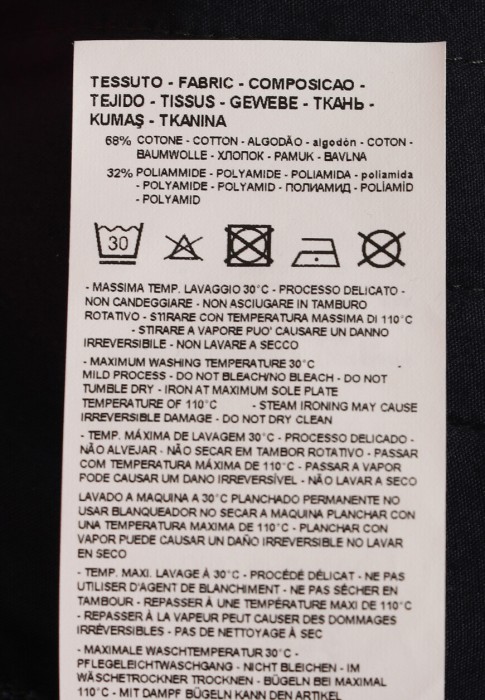 TESSUTO - FABRIC - COMPOSICAO -
TEJIDO - TISSUS - GEWEBE - ТКАНЬ -
KUMAŞ - TKANINA
68% COTONE - COTTON - ALGODÃO - algodón - COTON -
BAUMWOLLE - ХЛОПОК - PAMUK - BAVLNA
32% POLIAMMIDE - POLYAMIDE - POLIAMIDA - poliamida
- POLYAMIDE - POLYAMID - ПОЛИАМИД - POLÍAMÍD
- POLYAMID
30
- MASSIMA TEMP. LAVAGGIO 30°C - PROCESSO DELICATO -
NON CANDEGGIARE - NON ASCIUGARE IN TAMBURO
ROTATIVO - STIRARE CON TEMPERATURA MASSIMA DI 110°C
- STIRARE A VAPORE PUO' CAUSARE UN DANNO
IRREVERSIBILE - NON LAVARE A SECCO
- MAXIMUM WASHING TEMPERATURE 30°C -
MILD PROCESS - DO NOT BLEACH/NO BLEACH - DO NOT
TUMBLE DRY - IRON AT MAXIMUM SOLE PLATE
TEMPERATURE OF 110°C - STEAM IRONING MAY CAUSE
IRREVERSIBLE DAMAGE - DO NOT DRY CLEAN
- TEMP. MÁXIMA DE LAVAGEM 30°C - PROCESSO DELICADO -
NÃO ALVEJAR - NÃO SECAR EM TAMBOR ROTATIVO - PASSAR
COM TEMPERATURA MÁXIMA DE 110°C - PASSAR A VAPOR
PODE CAUSAR UM DANO IRREVERSÍVEL - NÃO LAVAR A SECO
LAVADO A MAQUINA A 30°C PLANCHADO PERMANENTE NO
USAR BLANQUEADOR NO SECAR A MAQUINA PLANCHAR CON
UNA TEMPERATURA MAXIMA DE 110°C - PLANCHAR CON
VAPOR PUEDE CAUSAR UN DAÑO IRREVERSIBLE NO LAVAR
EN SECO
- TEMP. MAXI. LAVAGE À 30°C - PROCÉDÉ DÉLICAT - NE PAS
UTILISER D'AGENT DE BLANCHIMENT - NE PAS SÉCHER EN
TAMBOUR - REPASSER À UNE TEMPÉRATURE MAXI DE 110°C
- REPASSER À LA VAPEUR PEUT CAUSER DES DOMMAGES
IRRÉVERSIBLES - PAS DE NETTOYAGE À SEC
- MAXIMALE WASCHTEMPERATUR 30°C -
PFLEGELEICHTWASCHGANG - NICHT BLEICHEN - IM
WÄSCHETROCKNER TROCKNEN - BÜGELN BEI MAXIMAL
110°C - MIT DAMPF BÜGELN KANN DEN ARTIKEL